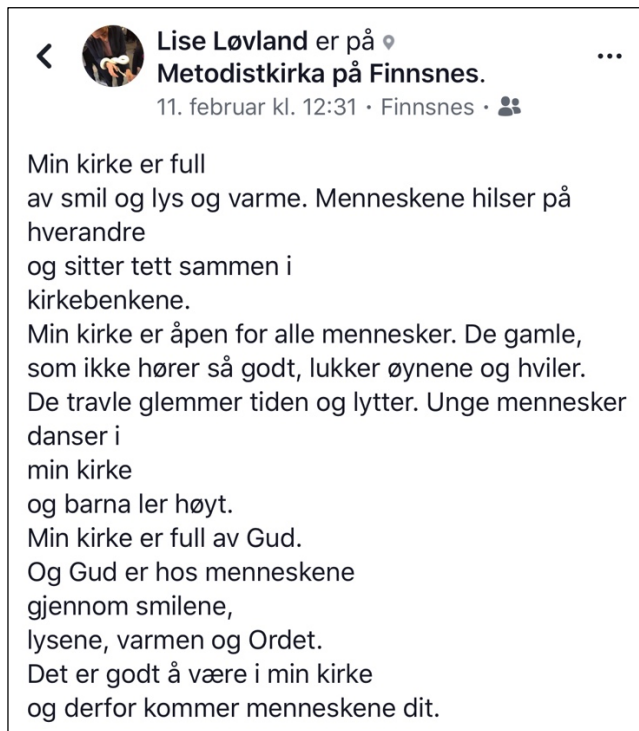 Lise Løvland er på
Metodistkirka på Finnsnes.
11. februar kl. 12:31 · Finnsnes ·
Min kirke er full
av smil og lys og varme. Menneskene hilser på
hverandre
og sitter tett sammen i
kirkebenkene.
Min kirke er åpen for alle mennesker. De gamle,
som ikke hører så godt, lukker øynene og hviler.
De travle glemmer tiden og lytter. Unge mennesker
danser i
min kirke
og barna ler høyt.
Min kirke er full av Gud.
Og Gud er hos menneskene
gjennom smilene,
lysene, varmen og Ordet.
Det er godt å være i min kirke
og derfor kommer menneskene dit.